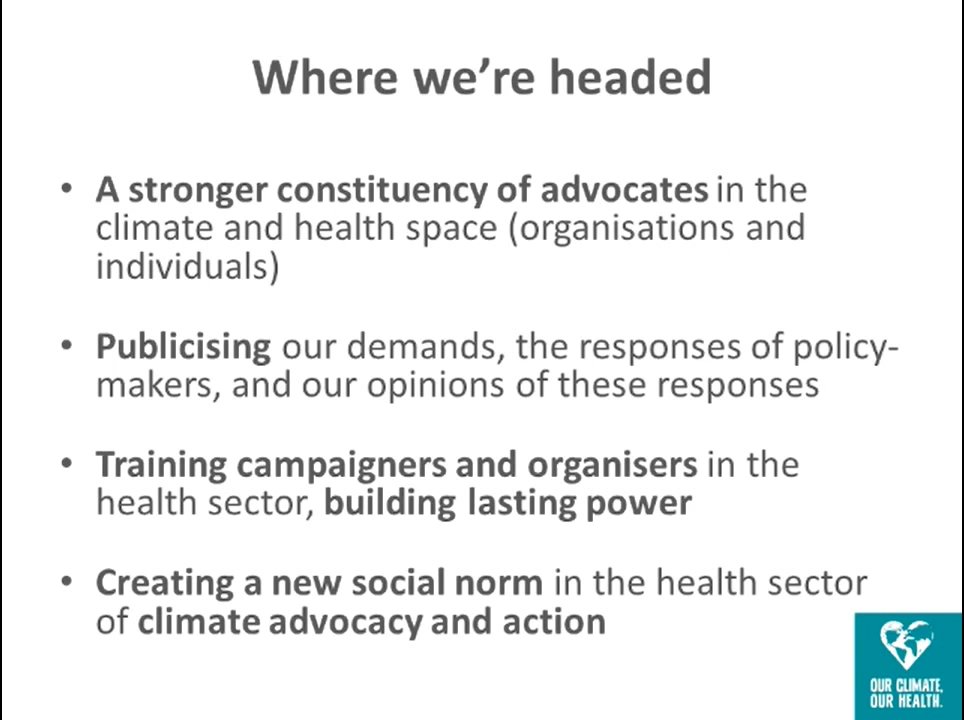 Where we're headed
• A stronger constituency of advocates in the
climate and health space (organisations and
individuals)
• Publicising our demands, the responses of policy-
makers, and our opinions of these responses
• Training campaigners and organisers in the
health sector, building lasting power
• Creating a new social norm in the health sector
of climate advocacy and action
OUR CLIMATE,
OUR HEALTH.